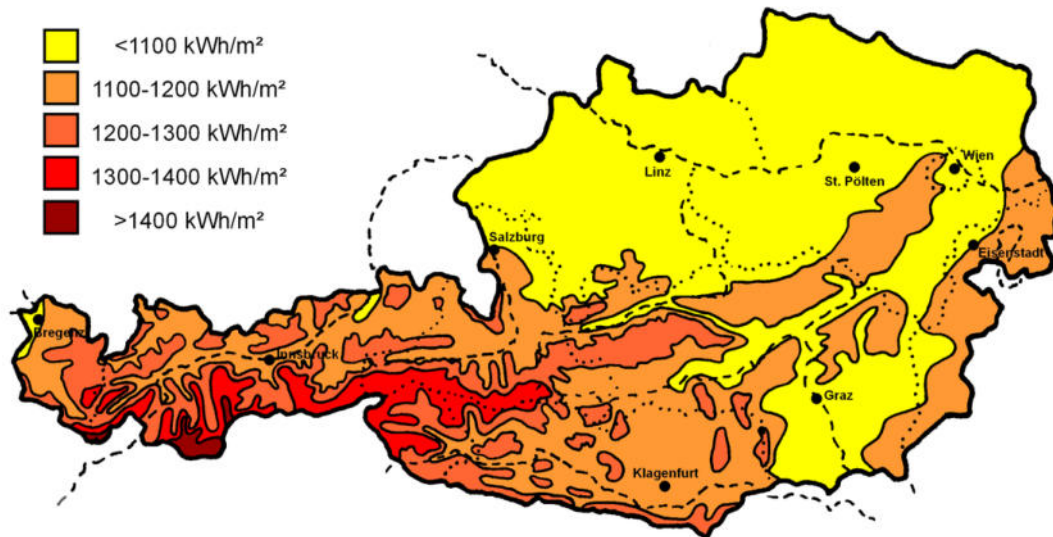 <1100 kWh/m²
1100-1200 kWh/m²
1200-1300 kWh/m²
1300-1400 kWh/m²
>1400 kWh/m²
Linz
St. Pölten
Wien
Salzburg
Eisenstadt
Bregenz
Innsbruck
Graz
Klagenfurt